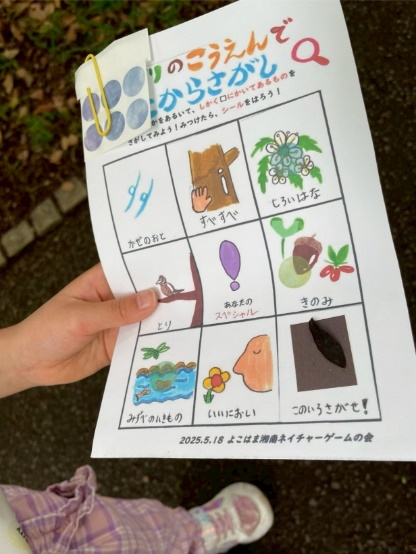 りのこうえんで
からさがし
かをあるいて、しかく□にかいてあるものを
さがしてみよう！みつけたら、シールをはろう！
かぜのおと
すべすべ
しろいはな
とり
あなたの
スペシャル
きのみ
みずべのいきもの
いいにおい
このいろさがせ！
2025.5.18 よこはま湘南ネイチャーゲームの会